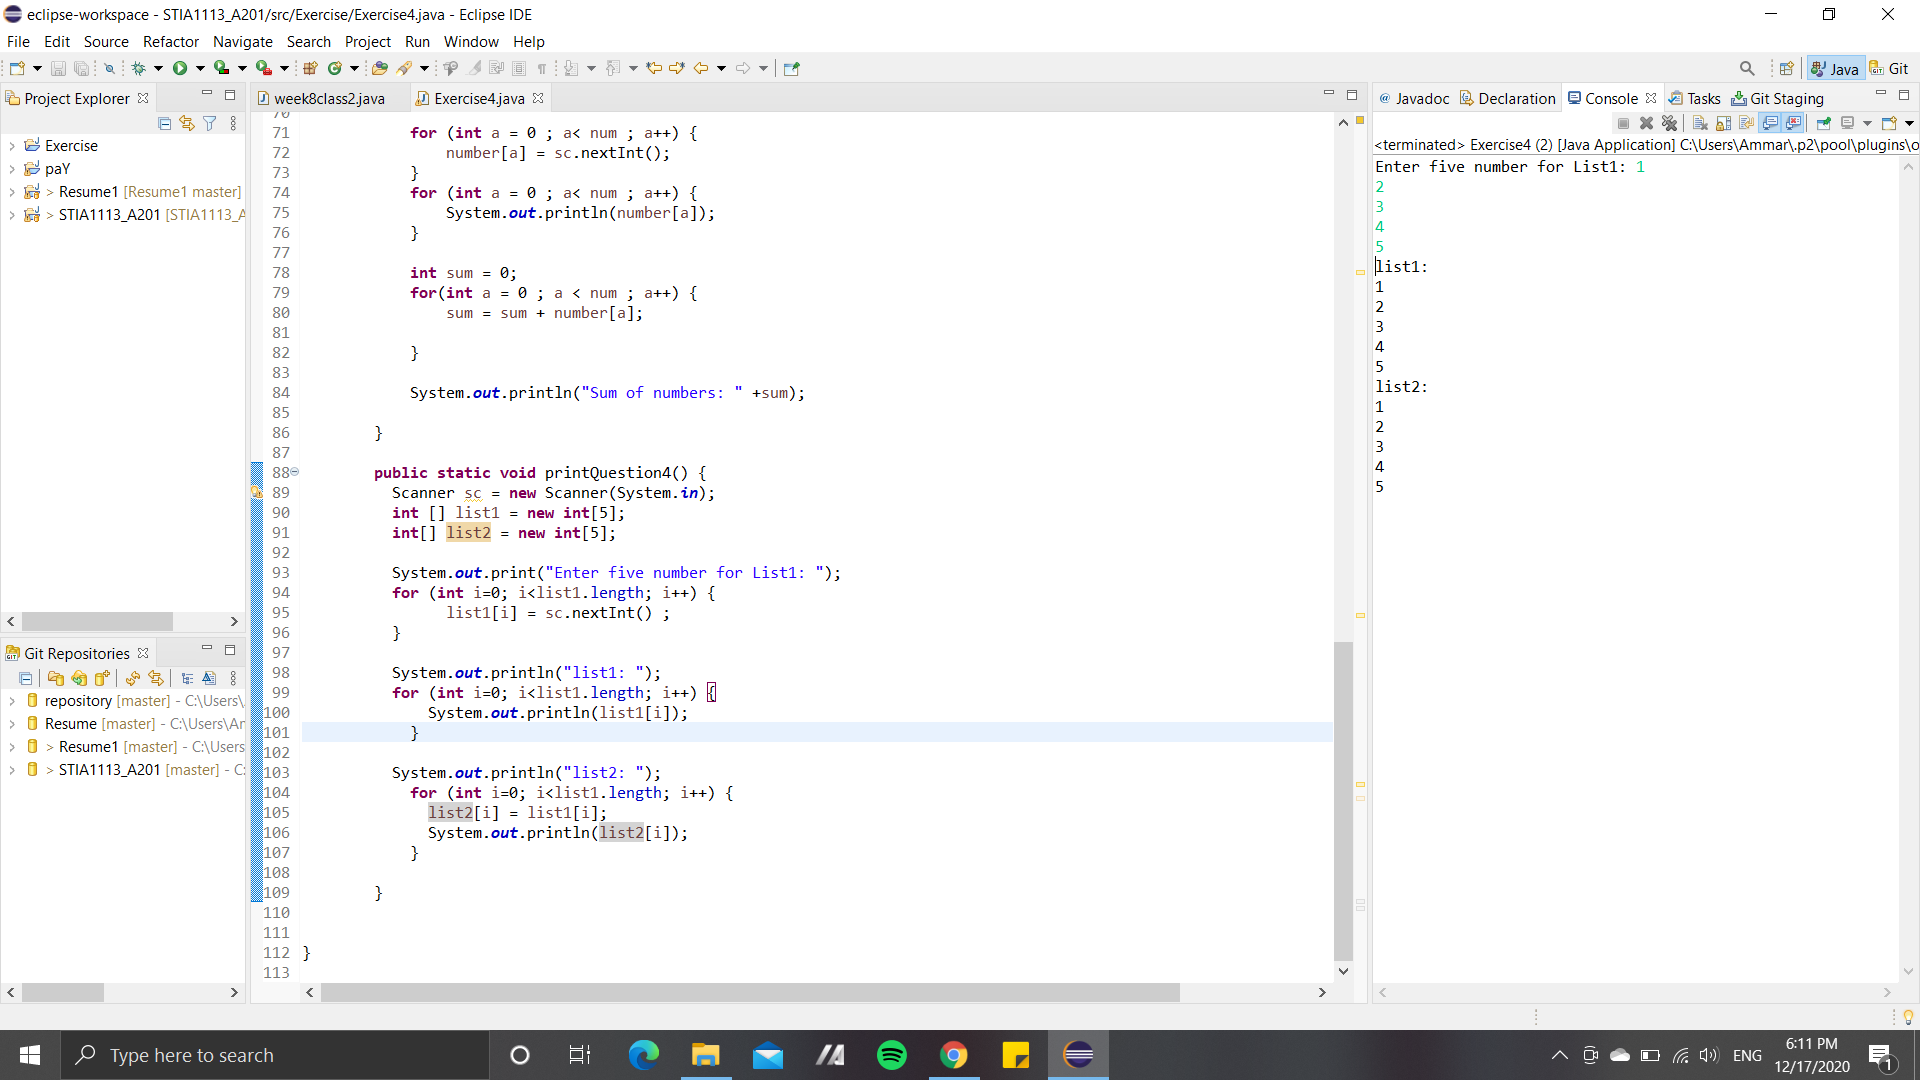 eclipse-workspace - STIA1113_A201/src/Exercise/Exercise4.java - Eclipse IDE
File Edit Source Refactor Navigate Search Project Run Window Help
Java Git
Project Explorer
Exercise
paY
> Resume1 [Resume1 master]
> STIA1113_A201 [STIA1113_A
Git Repositories
repository [master] - C:\Users\
Resume [master] - C:\Users\Ar
> Resume1 [master] - C:\Users
> STIA1113_A201 [master] - C:
week8class2.java Exercise4.java
70
71 for (int a = 0 ; a< num ; a++) {
72 number[a] = sc.nextInt();
73 }
74 for (int a = 0 ; a< num ; a++) {
75 System.out.println(number[a]);
76 }
77
78 int sum = 0;
79 for(int a = 0 ; a < num ; a++) {
80 sum = sum + number[a];
81
82 }
83
84 System.out.println("Sum of numbers: " +sum);
85
86 }
87
88 public static void printQuestion4() {
89 Scanner sc = new Scanner(System.in);
90 int [] list1 = new int[5];
91 int[] list2 = new int[5];
92
93 System.out.print("Enter five number for List1: ");
94 for (int i=0; i<list1.length; i++) {
95 list1[i] = sc.nextInt() ;
96 }
97
98 System.out.println("list1: ");
99 for (int i=0; i<list1.length; i++) {
100 System.out.println(list1[i]);
101 }
102
103 System.out.println("list2: ");
104 for (int i=0; i<list1.length; i++) {
105 list2[i] = list1[i];
106 System.out.println(list2[i]);
107 }
108
109 }
110
111
112 }
113
@ Javadoc Declaration Console Tasks Git Staging
<terminated> Exercise4 (2) [Java Application] C:\Users\Ammar\.p2\pool\plugins\o
Enter five number for List1: 1
2
3
4
5
list1:
1
2
3
4
5
list2:
1
2
3
4
5
Type here to search
ENG
6:11 PM
12/17/2020
1